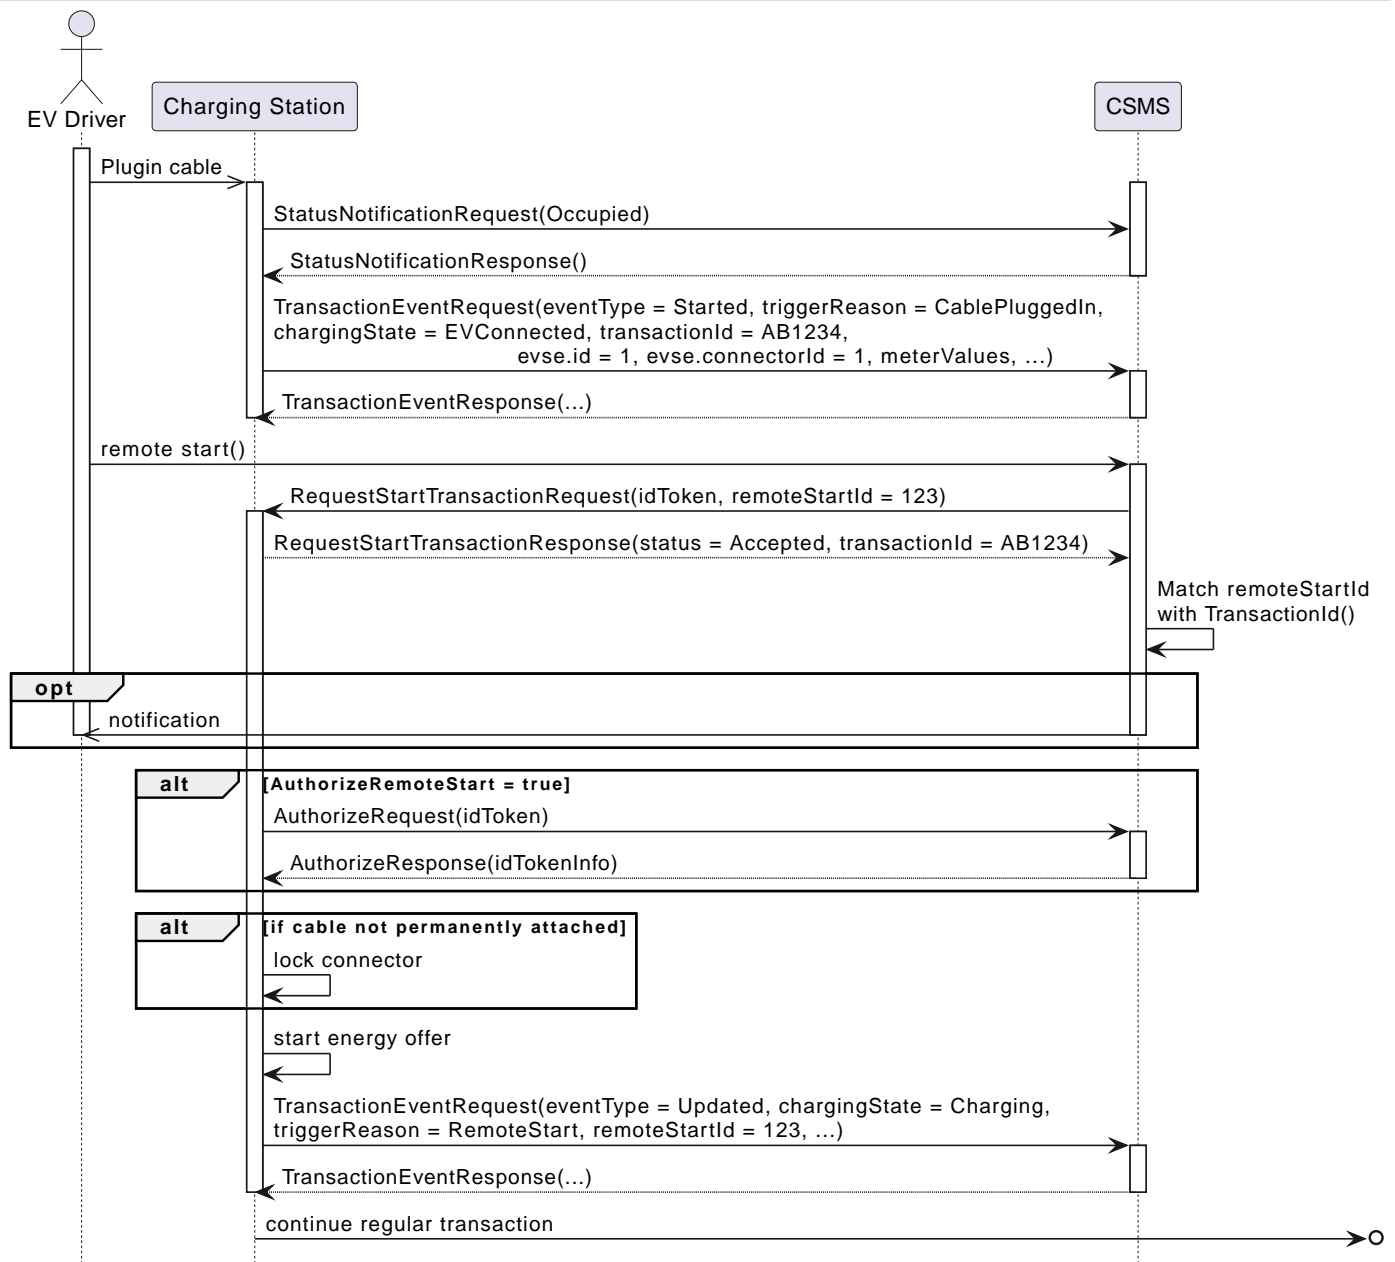 EV Driver
Charging Station
CSMS
Plugin cable
StatusNotificationRequest(Occupied)
StatusNotificationResponse()
TransactionEventRequest(eventType = Started, triggerReason = CablePluggedIn,
chargingState = EVConnected, transactionId = AB1234,
evse.id = 1, evse.connectorId = 1, meterValues, ...)
TransactionEventResponse(...)
remote start()
RequestStartTransactionRequest(idToken, remoteStartId = 123)
RequestStartTransactionResponse(status = Accepted, transactionId = AB1234)
Match remoteStartId
with TransactionId()
opt
notification
alt
[AuthorizeRemoteStart = true]
AuthorizeRequest(idToken)
AuthorizeResponse(idTokenInfo)
alt
[if cable not permanently attached]
lock connector
start energy offer
TransactionEventRequest(eventType = Updated, chargingState = Charging,
triggerReason = RemoteStart, remoteStartId = 123, ...)
TransactionEventResponse(...)
continue regular transaction